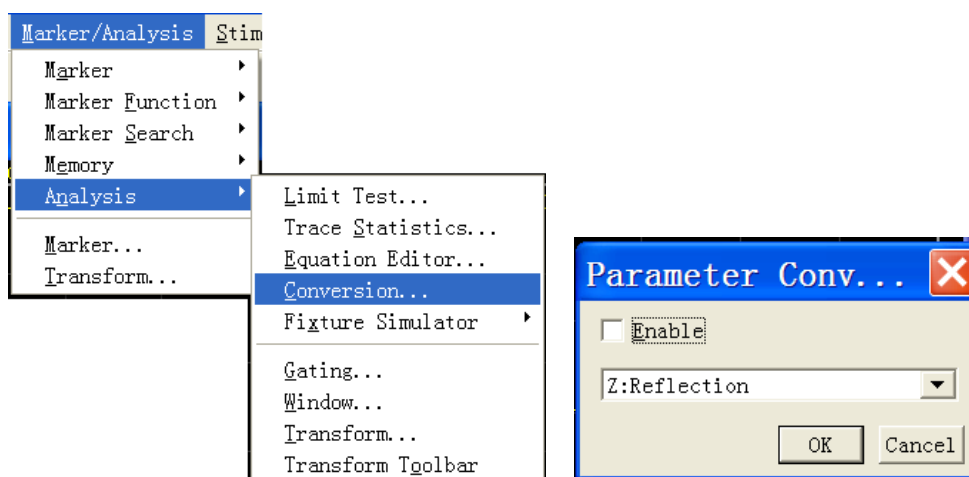 Marker/Analysis Stim
Marker
Marker Function
Marker Search
Memory
Analysis
Marker...
Transform...
Limit Test...
Trace Statistics...
Equation Editor...
Conversion...
Fixture Simulator
Gating...
Window...
Transform...
Transform Toolbar
Parameter Conv...
Enable
Z:Reflection
OK Cancel